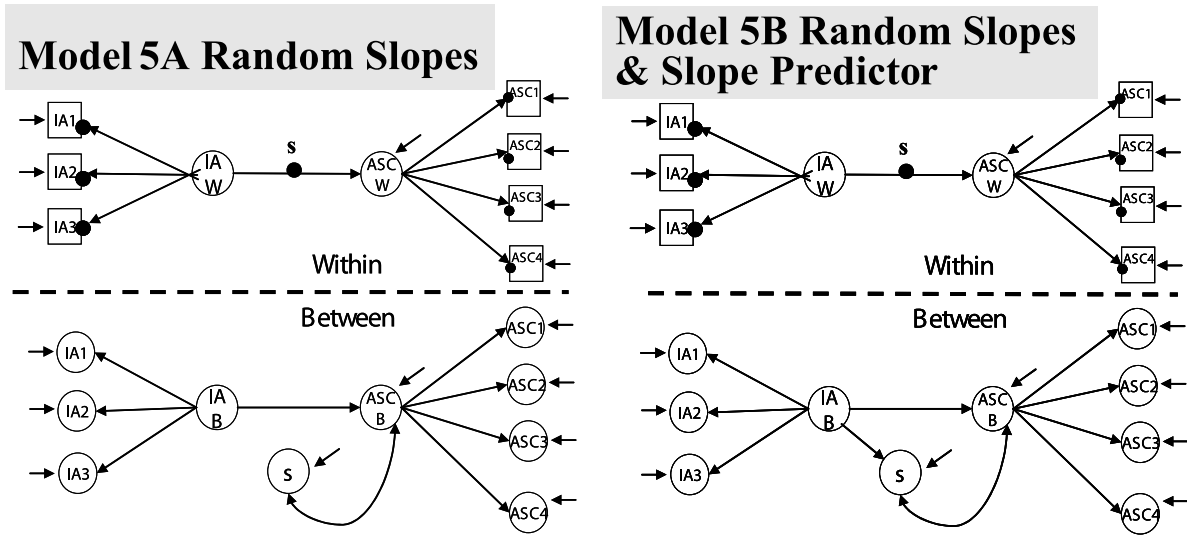 Model 5A Random Slopes
IA1
IA2
IA3
IA
W
s
ASC
W
ASC1
ASC2
ASC3
ASC4
Within
Between
IA1
IA2
IA3
IA
B
ASC
B
s
ASC1
ASC2
ASC3
ASC4
Model 5B Random Slopes
& Slope Predictor
IA1
IA2
IA3
IA
W
s
ASC
W
ASC1
ASC2
ASC3
ASC4
Within
Between
IA1
IA2
IA3
IA
B
ASC
B
s
ASC1
ASC2
ASC3
ASC4